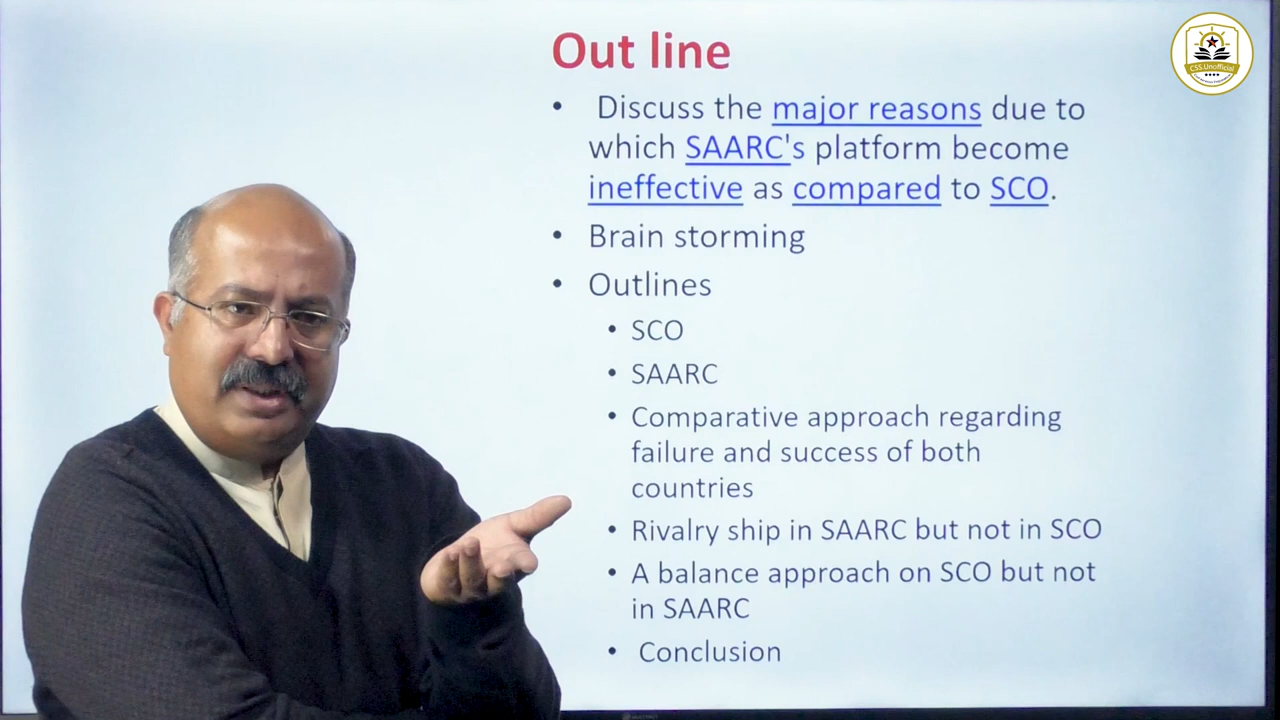 Out line
• Discuss the major reasons due to
which SAARC's platform become
ineffective as compared to SCO.
• Brain storming
• Outlines
• SCO
• SAARC
• Comparative approach regarding
failure and success of both
countries
• Rivalry ship in SAARC but not in SCO
• A balance approach on SCO but not
in SAARC
• Conclusion
CSS.Unofficial